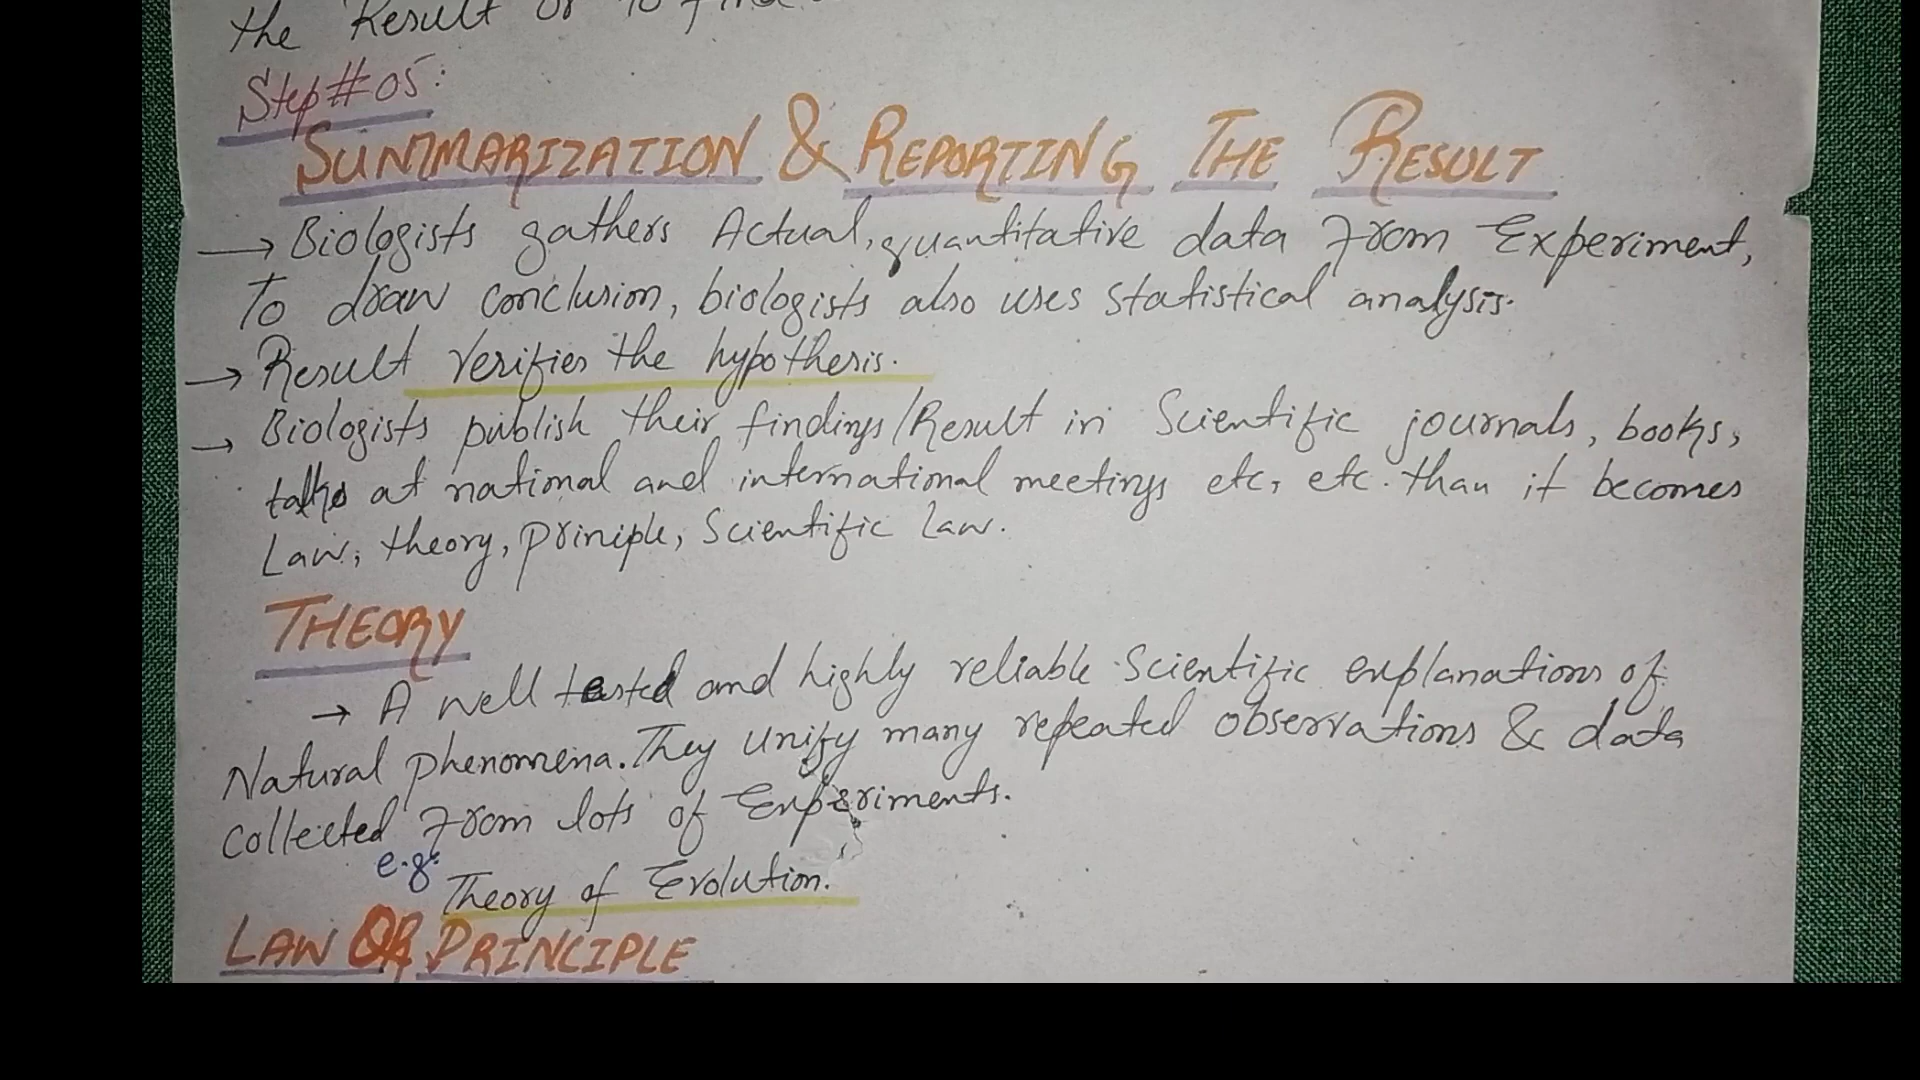 the Result or to find
Step#05:
SUMMARIZATION & REPORTING THE RESULT
→ Biologists gathers Actual, quantitative data from Experiment,
To draw conclusion, biologists also uses statistical analysis.
→ Result verifies the hypothesis.
→ Biologists publish their findings/Result in Scientific journals, books,
talks at national and international meetings etc, etc. than it becomes
Law, theory, priniple, Scientific law.
THEORY
→ A well tested and highly reliable Scientific explanations of
Natural phenomena. They unify many repeated observations & data
collected from lots of Experiments.
e.g:
Theory of Evolution.
LAW OR PRINCIPLE